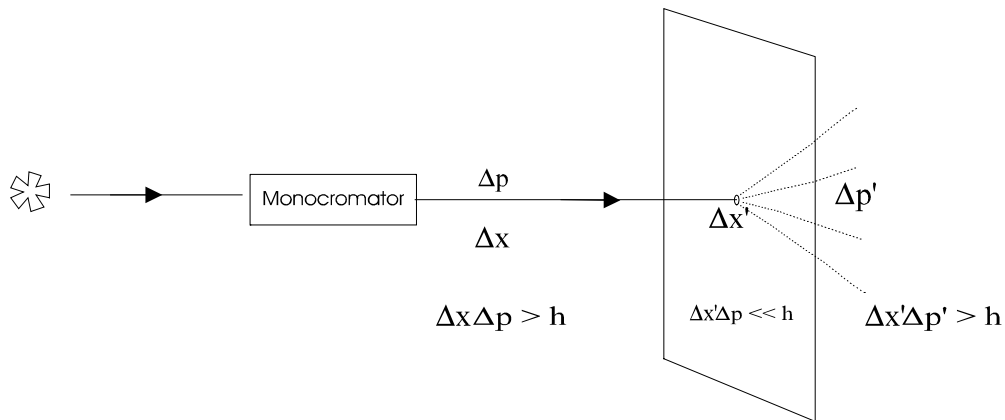 Monocromator
Δp
Δx
ΔxΔp > h
Δx'
Δx'Δp << h
Δp'
Δx'Δp' > h